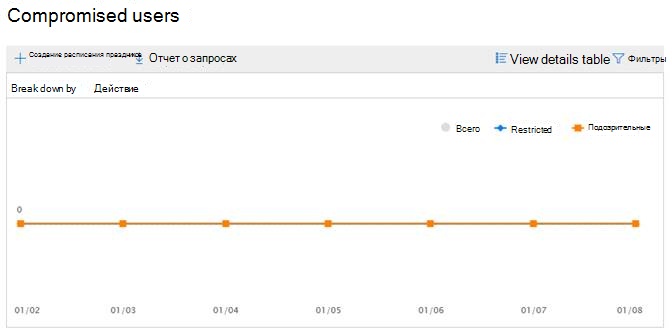 Compromised users
Создание расписания праздников Отчет о запросах View details table Фильтры
Break down by Действие
Всего Restricted Подозрительные
0
01/02 01/03 01/04 01/05 01/06 01/07 01/08